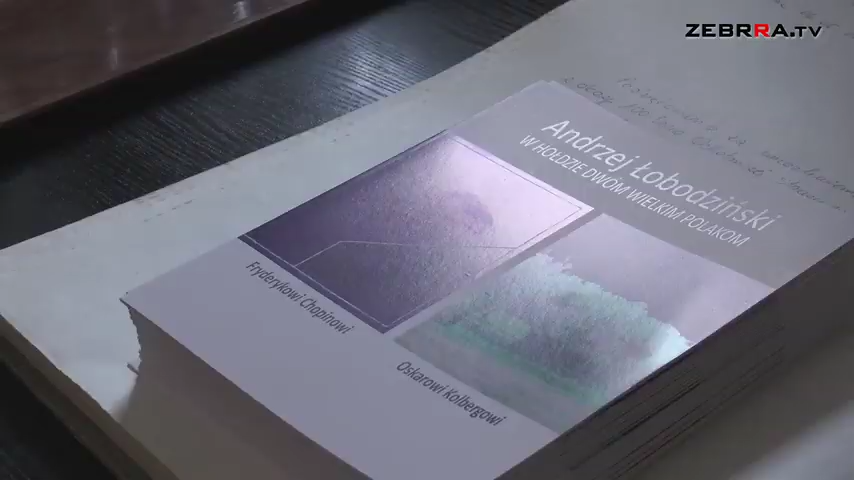 ZEBRRA.TV
Andrzej Łobodziński
W HOŁDZIE DWÓM WIELKIM POLAKOM
Fryderykowi Chopinowi
Oskarowi Kolbergowi